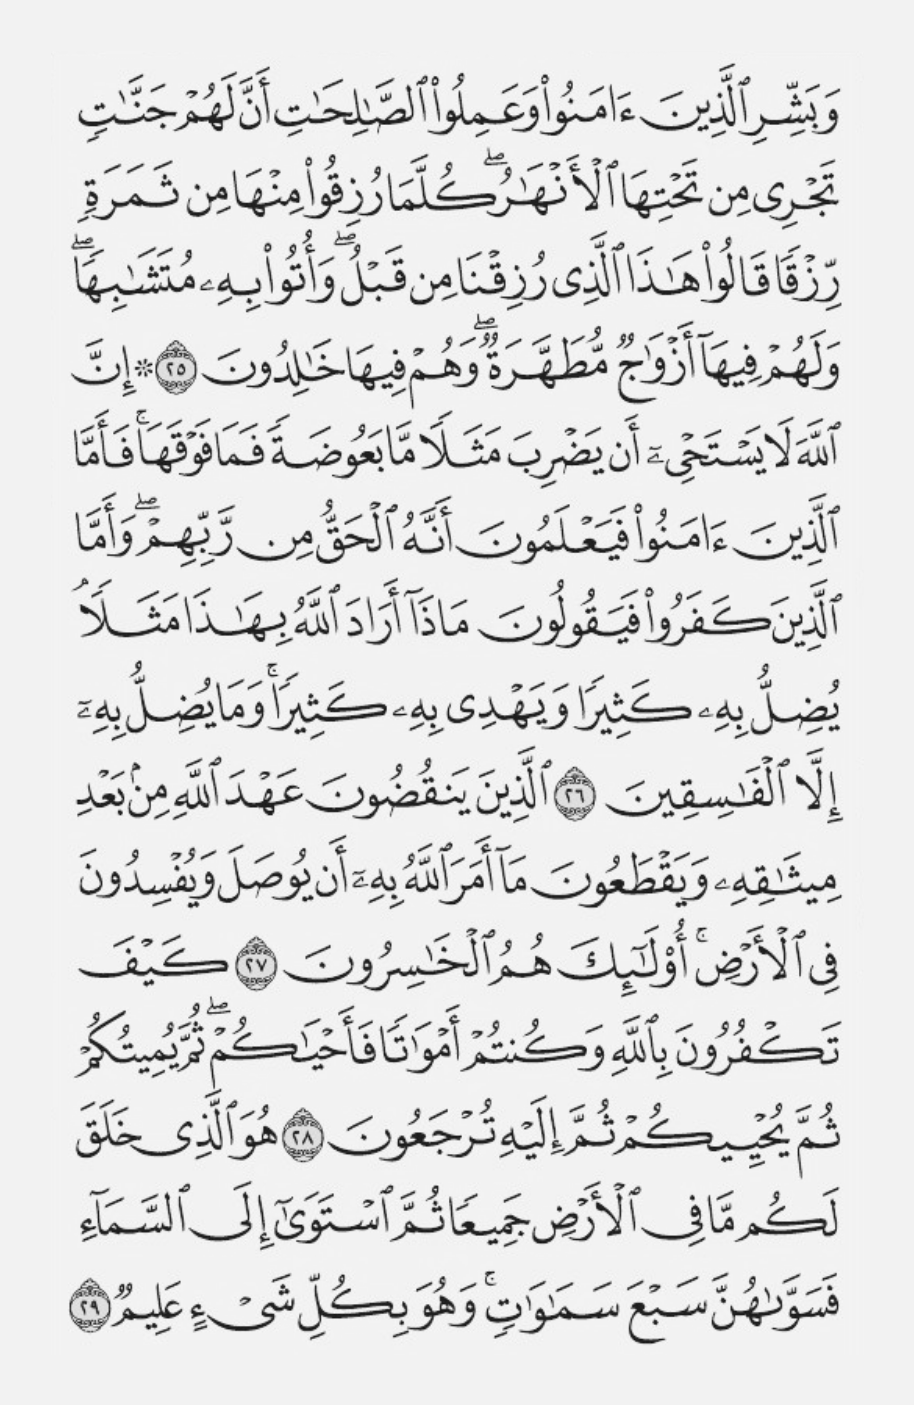 وَبَشِّرِ ٱلَّذِينَ ءَامَنُوا۟ وَعَمِلُوا۟ ٱلصَّٰلِحَٰتِ أَنَّ لَهُمْ جَنَّٰتٍ
تَجْرِى مِن تَحْتِهَا ٱلْأَنْهَٰرُ ۖ كُلَّمَا رُزِقُوا۟ مِنْهَا مِن ثَمَرَةٍ
رِّزْقًا قَالُوا۟ هَٰذَا ٱلَّذِى رُزِقْنَا مِن قَبْلُ ۖ وَأُتُوا۟ بِهِۦ مُتَشَٰبِهًا ۖ
وَلَهُمْ فِيهَآ أَزْوَٰجٌ مُّطَهَّرَةٌ ۖ وَهُمْ فِيهَا خَٰلِدُونَ ٢٥ ۞ إِنَّ
ٱللَّهَ لَا يَسْتَحْىِۦٓ أَن يَضْرِبَ مَثَلًا مَّا بَعُوضَةً فَمَا فَوْقَهَا ۚ فَأَمَّا
ٱلَّذِينَ ءَامَنُوا۟ فَيَعْلَمُونَ أَنَّهُ ٱلْحَقُّ مِن رَّبِّهِمْ ۖ وَأَمَّا
ٱلَّذِينَ كَفَرُوا۟ فَيَقُولُونَ مَاذَآ أَرَادَ ٱللَّهُ بِهَٰذَا مَثَلًا ۘ
يُضِلُّ بِهِۦ كَثِيرًا وَيَهْدِى بِهِۦ كَثِيرًا ۚ وَمَا يُضِلُّ بِهِۦٓ
إِلَّا ٱلْفَٰسِقِينَ ٢٦ ٱلَّذِينَ يَنقُضُونَ عَهْدَ ٱللَّهِ مِنۢ بَعْدِ
مِيثَٰقِهِۦ وَيَقْطَعُونَ مَآ أَمَرَ ٱللَّهُ بِهِۦٓ أَن يُوصَلَ وَيُفْسِدُونَ
فِى ٱلْأَرْضِ ۚ أُو۟لَٰٓئِكَ هُمُ ٱلْخَٰسِرُونَ ٢٧ كَيْفَ
تَكْفُرُونَ بِٱللَّهِ وَكُنتُمْ أَمْوَٰتًا فَأَحْيَٰكُمْ ۖ ثُمَّ يُمِيتُكُمْ
ثُمَّ يُحْيِيكُمْ ثُمَّ إِلَيْهِ تُرْجَعُونَ ٢٨ هُوَ ٱلَّذِى خَلَقَ
لَكُم مَّا فِى ٱلْأَرْضِ جَمِيعًا ثُمَّ ٱسْتَوَىٰٓ إِلَى ٱلسَّمَآءِ
فَسَوَّىٰهُنَّ سَبْعَ سَمَٰوَٰتٍ ۚ وَهُوَ بِكُلِّ شَىْءٍ عَلِيمٌ ٢٩